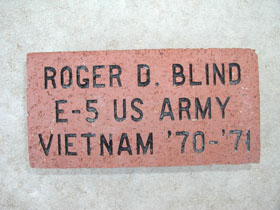 ROGER D. BLIND
E-5 US ARMY
VIETNAM '70-'71